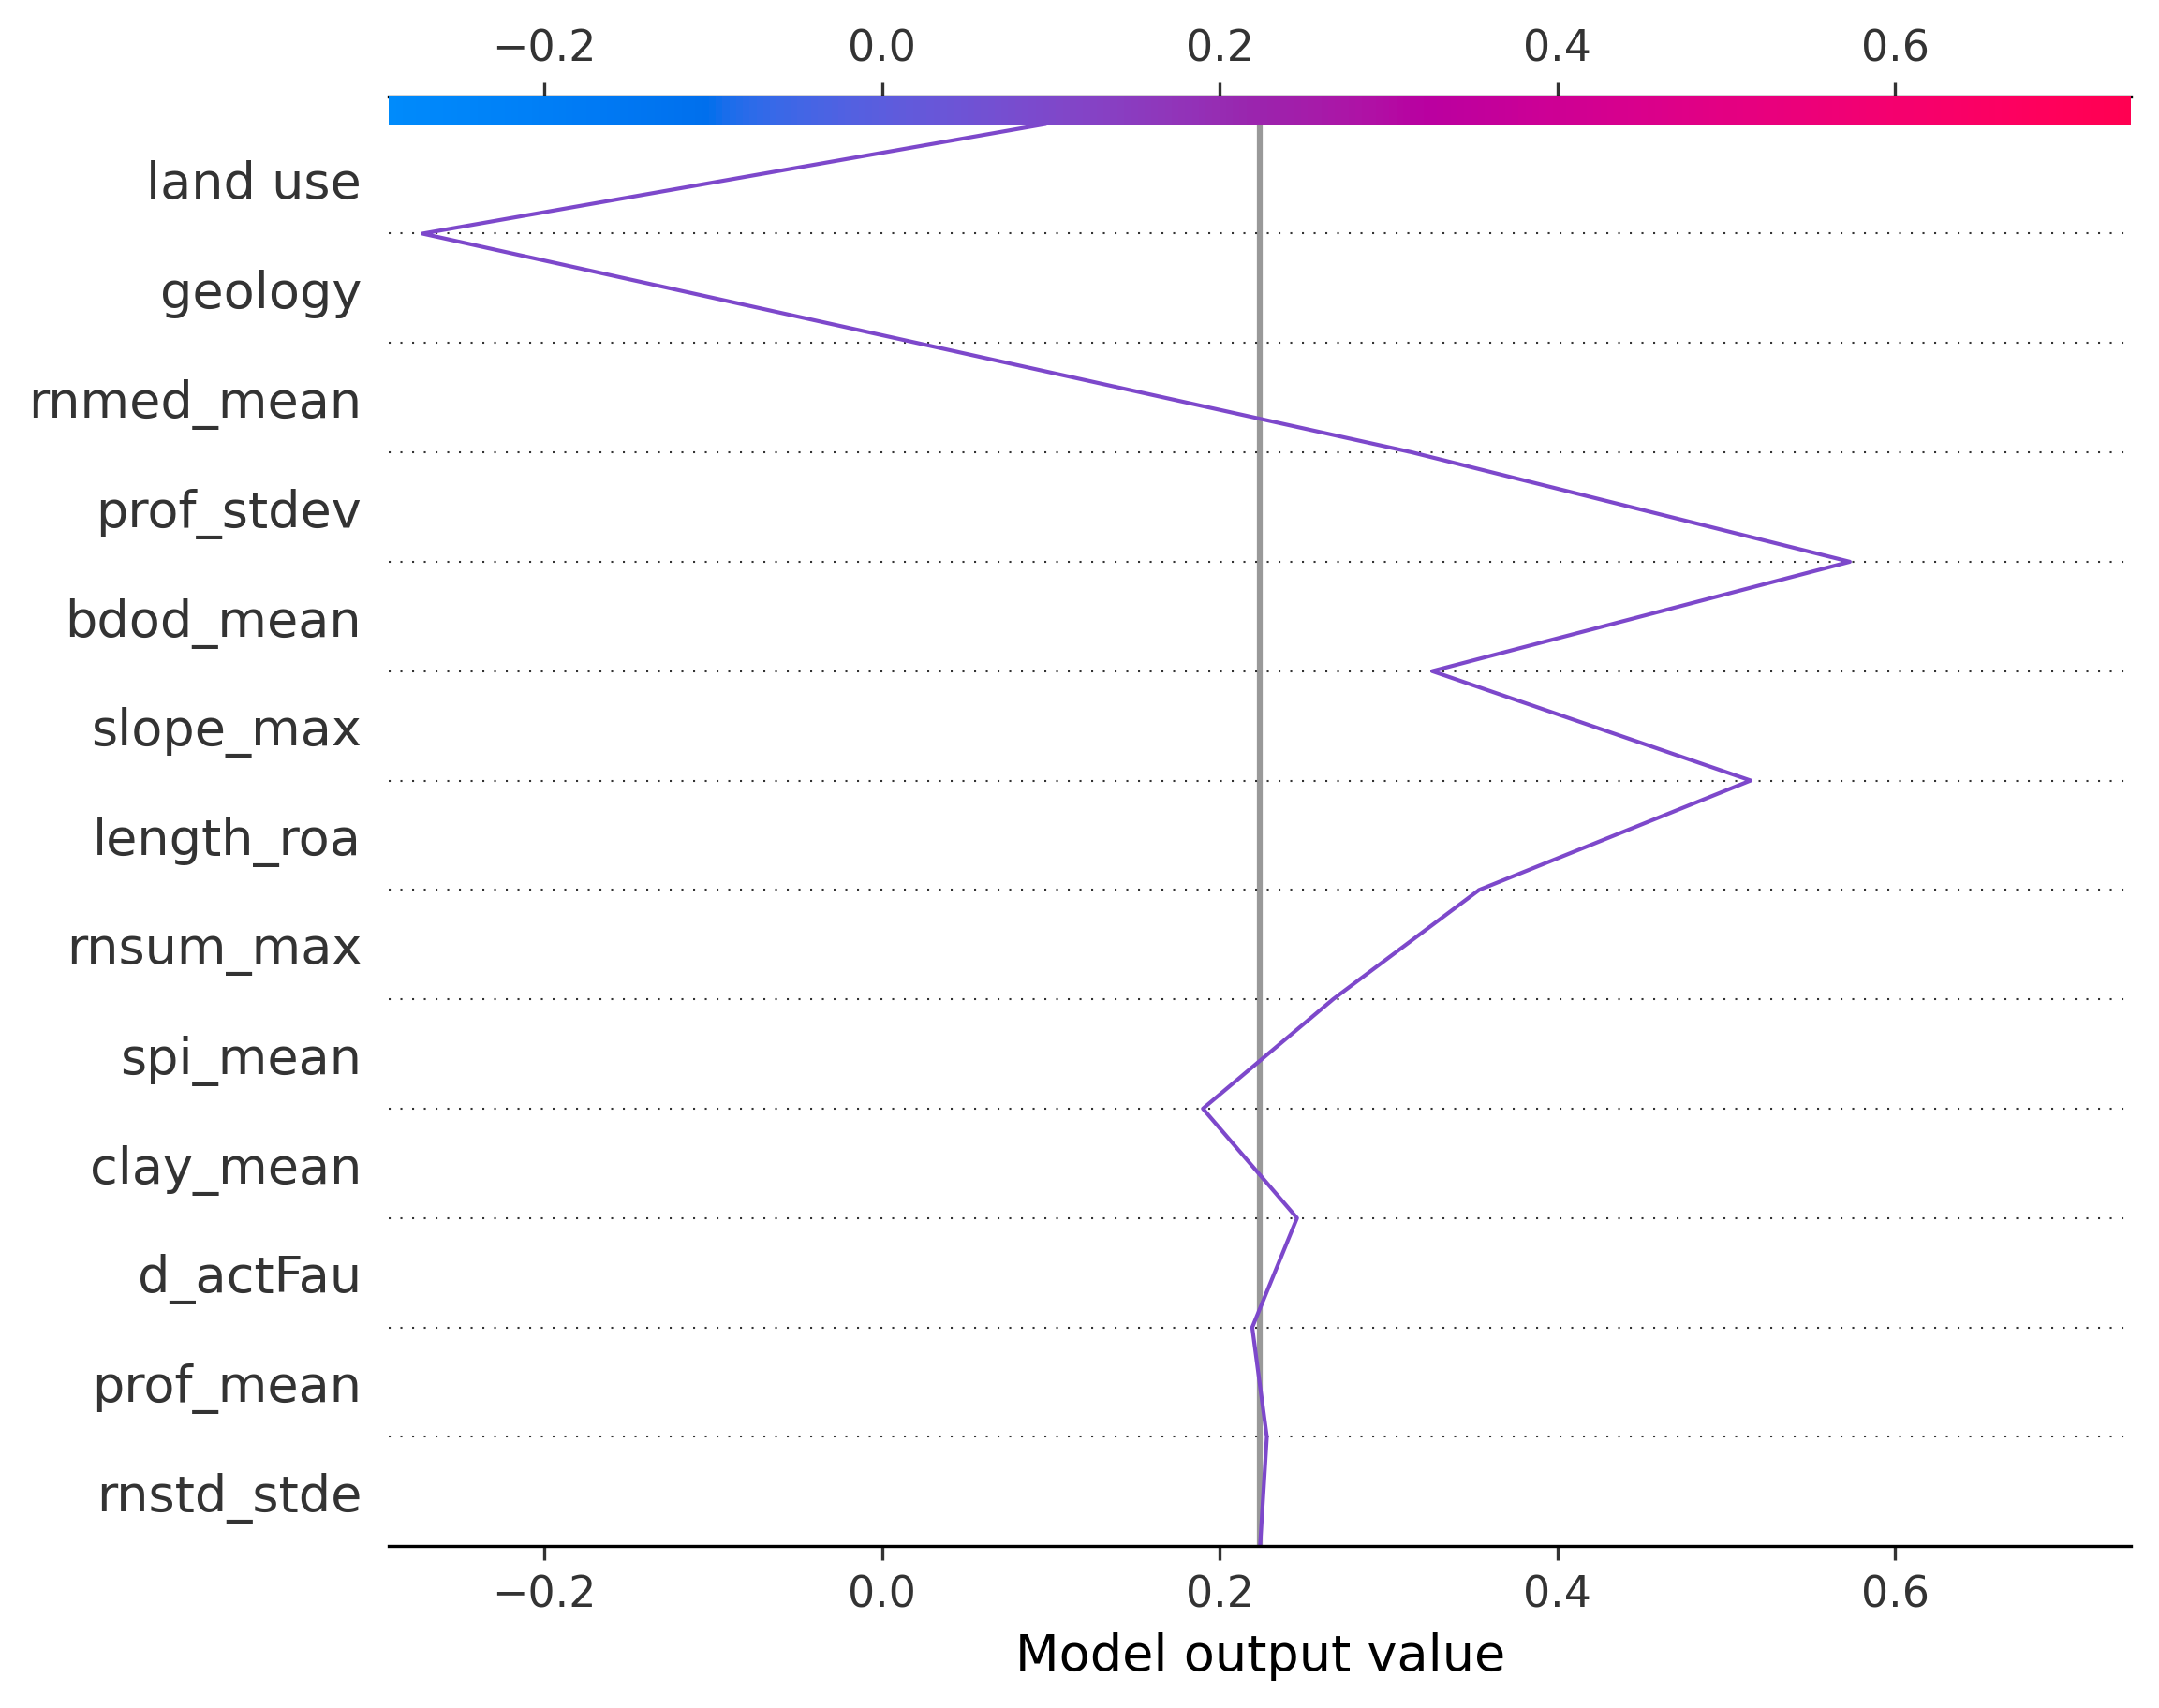 −0.2 0.0 0.2 0.4 0.6
land use
geology
rnmed_mean
prof_stdev
bdod_mean
slope_max
length_roa
rnsum_max
spi_mean
clay_mean
d_actFau
prof_mean
rnstd_stde
−0.2 0.0 0.2 0.4 0.6
Model output value